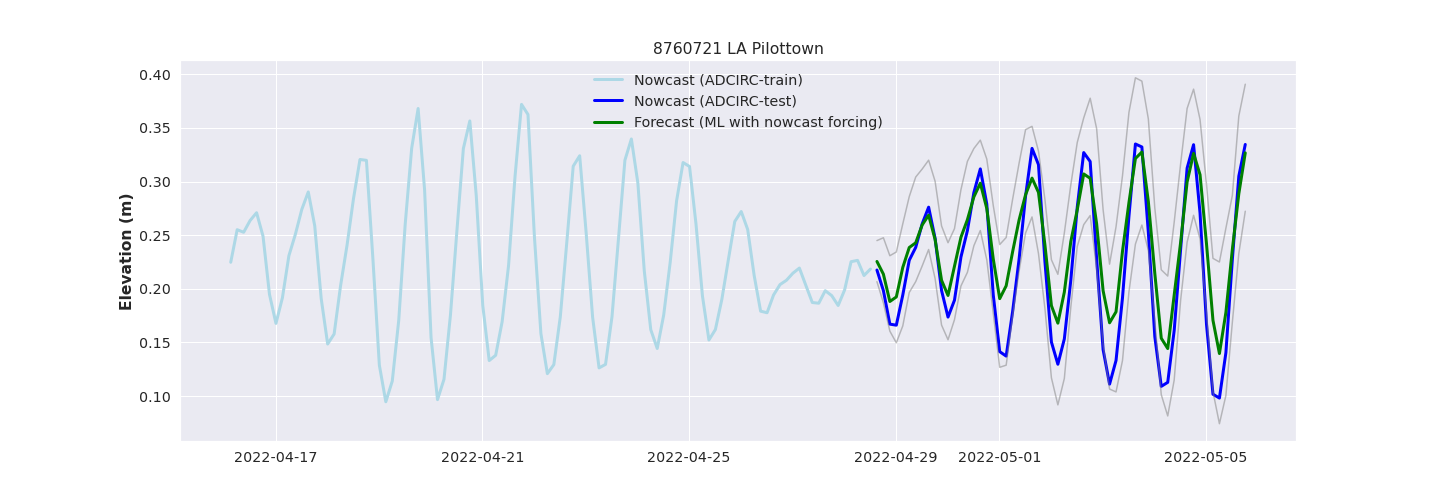 8760721 LA Pilottown
Nowcast (ADCIRC-train)
Nowcast (ADCIRC-test)
Forecast (ML with nowcast forcing)
Elevation (m)
0.40
0.35
0.30
0.25
0.20
0.15
0.10
2022-04-17 2022-04-21 2022-04-25 2022-04-29 2022-05-01 2022-05-05